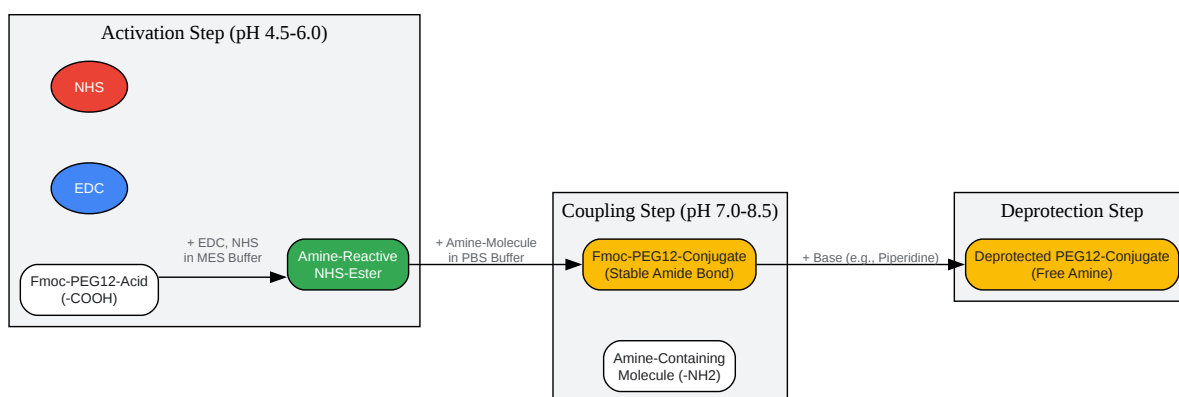 Activation Step (pH 4.5-6.0)
NHS
EDC
+ EDC, NHS
in MES Buffer
Fmoc-PEG12-Acid
(-COOH)
Amine-Reactive
NHS-Ester
+ Amine-Molecule
in PBS Buffer
Coupling Step (pH 7.0-8.5)
Fmoc-PEG12-Conjugate
(Stable Amide Bond)
Amine-Containing
Molecule (-NH2)
+ Base (e.g., Piperidine)
Deprotection Step
Deprotected PEG12-Conjugate
(Free Amine)